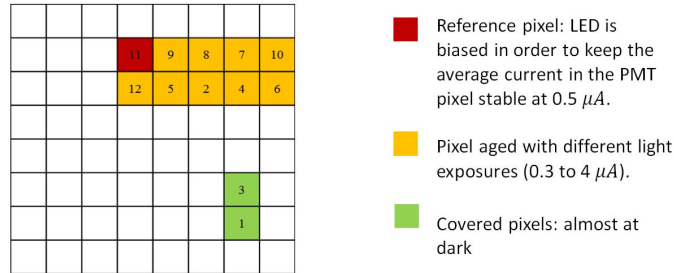 11 9 8 7 10
12 5 2 4 6
3
1
Reference pixel: LED is
biased in order to keep the
average current in the PMT
pixel stable at 0.5 μA.
Pixel aged with different light
exposures (0.3 to 4 μA).
Covered pixels: almost at
dark